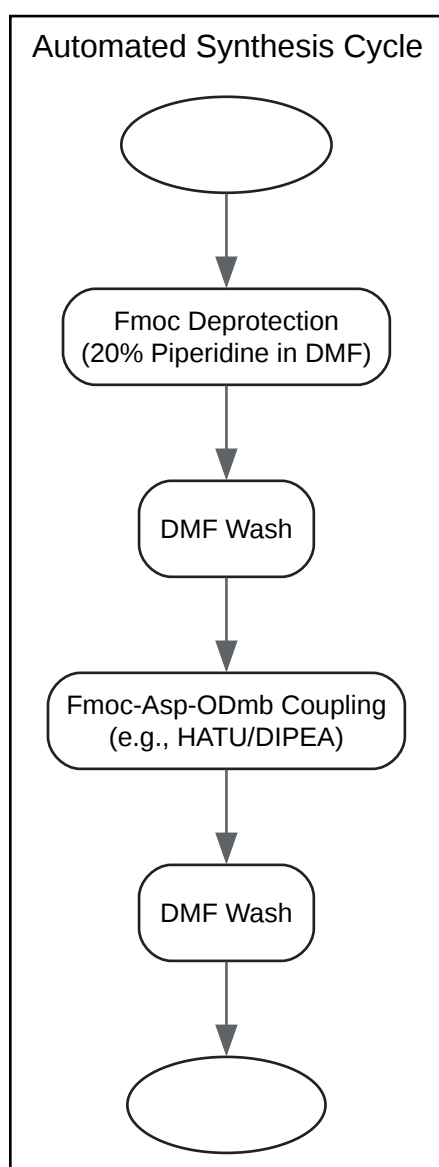 Automated Synthesis Cycle
Fmoc Deprotection
(20% Piperidine in DMF)
DMF Wash
Fmoc-Asp-ODmb Coupling
(e.g., HATU/DIPEA)
DMF Wash